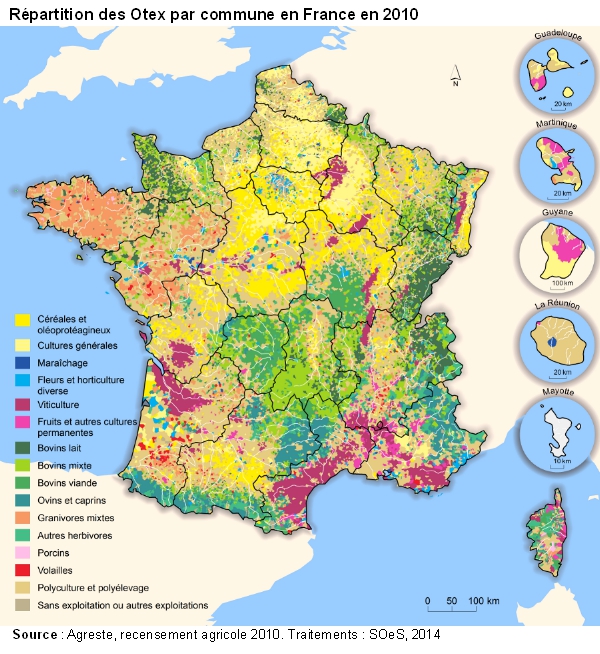 Répartition des Otex par commune en France en 2010
Guadeloupe
20 km
N
Martinique
20 km
Guyane
100 km
La Réunion
20 km
Mayotte
10 km
Céréales et
oléoprotéagineux
Cultures générales
Maraîchage
Fleurs et horticulture
diverse
Viticulture
Fruits et autres cultures
permanentes
Bovins lait
Bovins mixte
Bovins viande
Ovins et caprins
Granivores mixtes
Autres herbivores
Porcins
Volailles
Polyculture et polyélevage
Sans exploitation ou autres exploitations
0 50 100 km
Source : Agreste, recensement agricole 2010. Traitements : SOeS, 2014